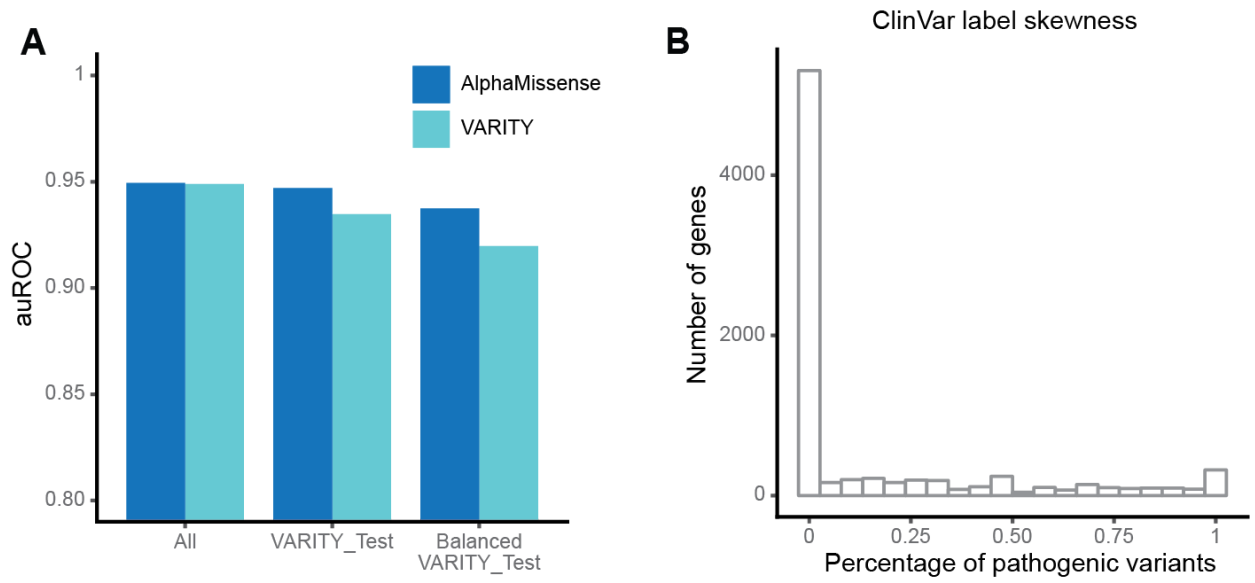 A
1
0.95
0.90
0.85
0.80
auROC
AlphaMissense
VARITY
All
VARITY_Test
Balanced
VARITY_Test
B
ClinVar label skewness
4000
2000
0
Number of genes
0
0.25
0.50
0.75
1
Percentage of pathogenic variants